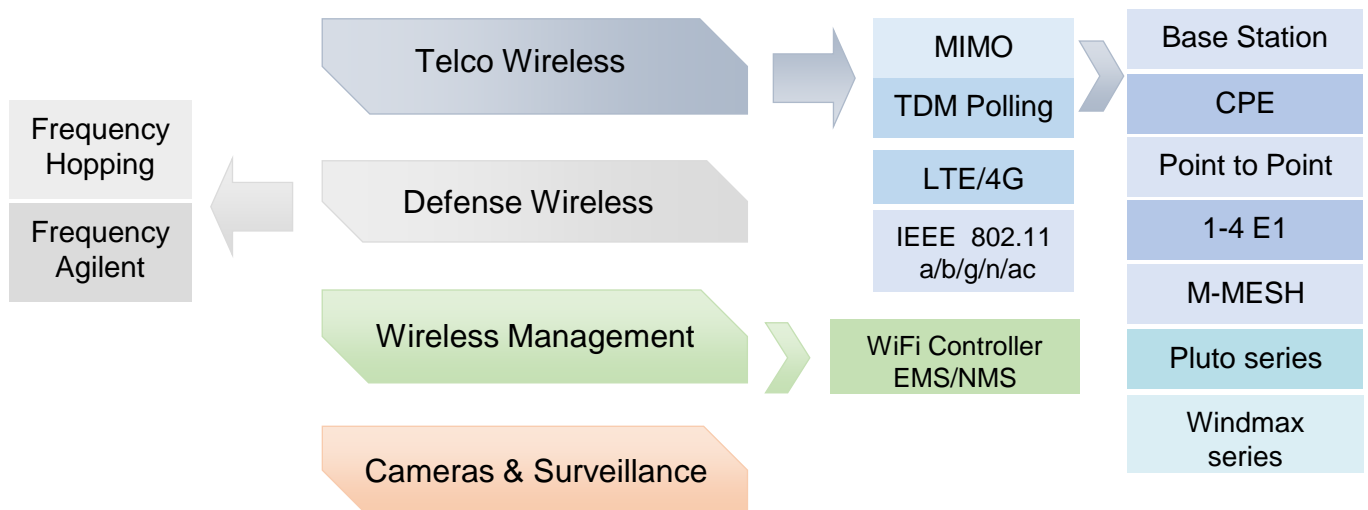 Telco Wireless
Defense Wireless
Wireless Management
Cameras & Surveillance
Frequency
Hopping
Frequency
Agilent
MIMO
TDM Polling
LTE/4G
IEEE 802.11
a/b/g/n/ac
WiFi Controller
EMS/NMS
Base Station
CPE
Point to Point
1-4 E1
M-MESH
Pluto series
Windmax
series